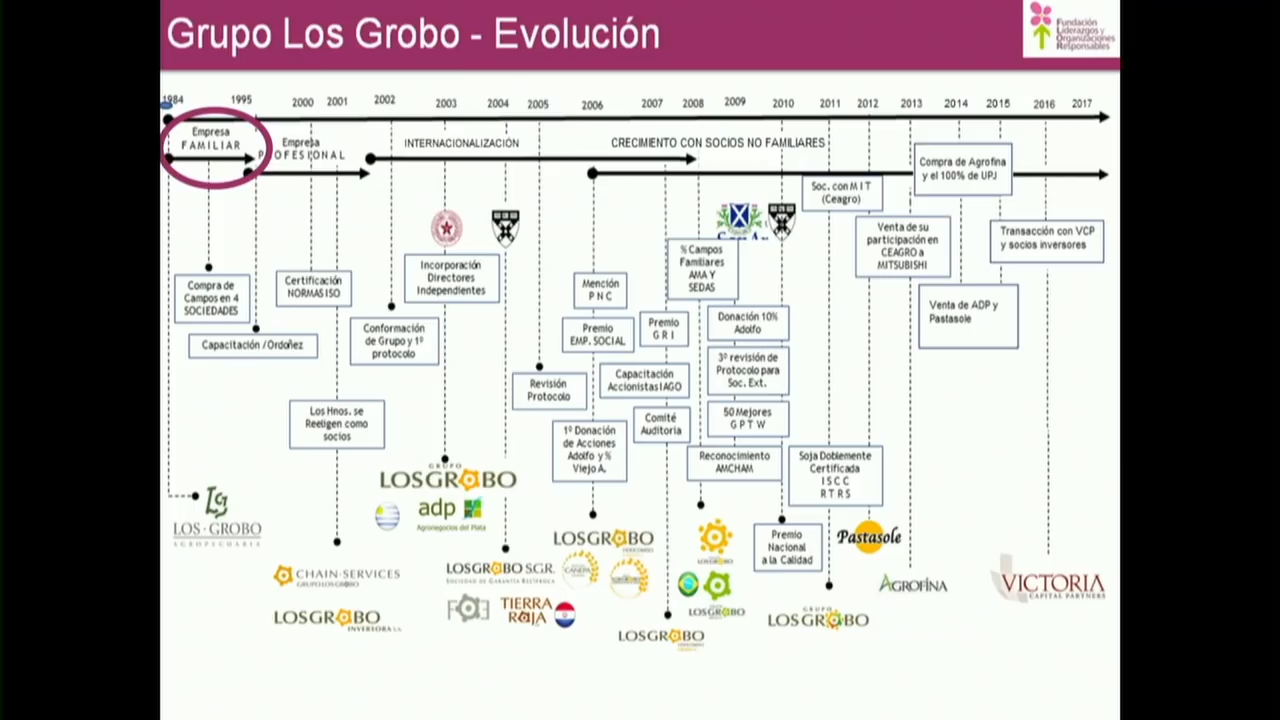 Grupo Los Grobo - Evolución
Fundación
Liderazgos y
Organizaciones
Responsables
1984 1995 2000 2001 2002 2003 2004 2005 2006 2007 2008 2009 2010 2011 2012 2013 2014 2015 2016 2017
Empresa
FAMILIAR
Empresa
PROFESIONAL
INTERNACIONALIZACIÓN
CRECIMIENTO CON SOCIOS NO FAMILIARES
Compra de Agrofina
y el 100% de UPJ
Soc. con MIT
(Ceagro)
Venta de su
participación en
CEAGRO a
MITSUBISHI
Transacción con VCP
y socios inversores
Venta de ADP y
Pastasole
Compra de
Campos en 4
SOCIEDADES
Capacitación /Ordoñez
Certificación
NORMAS ISO
Los Hnos. se
Reeligen como
socios
Conformación
de Grupo y 1º
protocolo
Incorporación
Directores
Independientes
Revisión
Protocolo
Mención
PNC
Premio
EMP. SOCIAL
Capacitación
Accionistas IAGO
1º Donación
de Acciones
Adolfo y %
Viejo A.
Premio
GRI
Comité
Auditoria
% Campos
Familiares
AMA Y
SEDAS
Donación 10%
Adolfo
3º revisión de
Protocolo para
Soc. Ext.
50 Mejores
GPTW
Reconocimiento
AMCHAM
Soja Doblemente
Certificada
ISCC
RTRS
Premio
Nacional
a la Calidad
LOS·GROBO
AGROPECUARIA
CHAIN·SERVICES
GRUPO LOS GROBO
LOSGROBO
INVERSORA S.A.
GRUPO
LOSGROBO
adp
Agronegocios del Plata
LOSGROBO S.G.R.
SOCIEDAD DE GARANTÍA RECÍPROCA
TIERRA
ROJA
LOSGROBO
CANEPA
LOSGROBO
LOSGROBO
LOSGROBO
GRUPO
LOSGROBO
Pastasole
AGROFINA
VICTORIA
CAPITAL PARTNERS